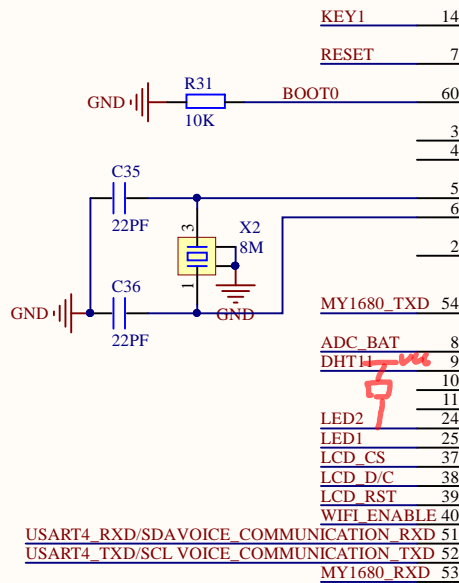 KEY1 14
RESET 7
R31
GND BOOT0 60
10K
3
4
C35
5
22PF 6
3 X2
8M 2
C36 1
GND GND
22PF
MY1680_TXD 54
ADC_BAT 8
DHT11 9
10
11
LED2 24
LED1 25
LCD_CS 37
LCD_D/C 38
LCD_RST 39
WIFI_ENABLE 40
USART4_RXD/SDAVOICE_COMMUNICATION_RXD 51
USART4_TXD/SCL VOICE_COMMUNICATION_TXD 52
MY1680_RXD 53